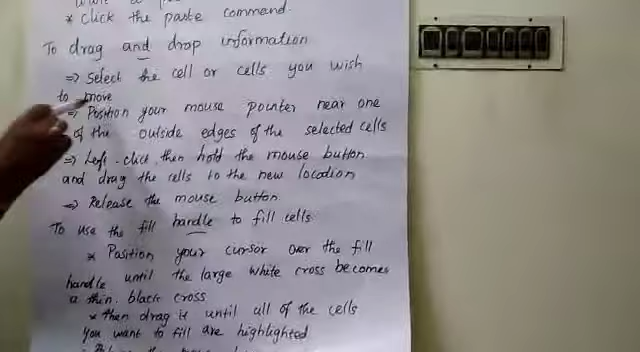 * Click the paste command.
To drag and drop information
⇒ Select the cell or cells you wish
to move
⇒ Position your mouse pointer near one
of the outside edges of the selected cells
⇒ Left-click, then hold the mouse button
and drag the cells to the new location
⇒ Release the mouse button.
To use the fill handle to fill cells.
* Position your cursor over the fill
handle until the large white cross becomes
a thin black cross
* then drag it until all of the cells
you want to fill are highlighted